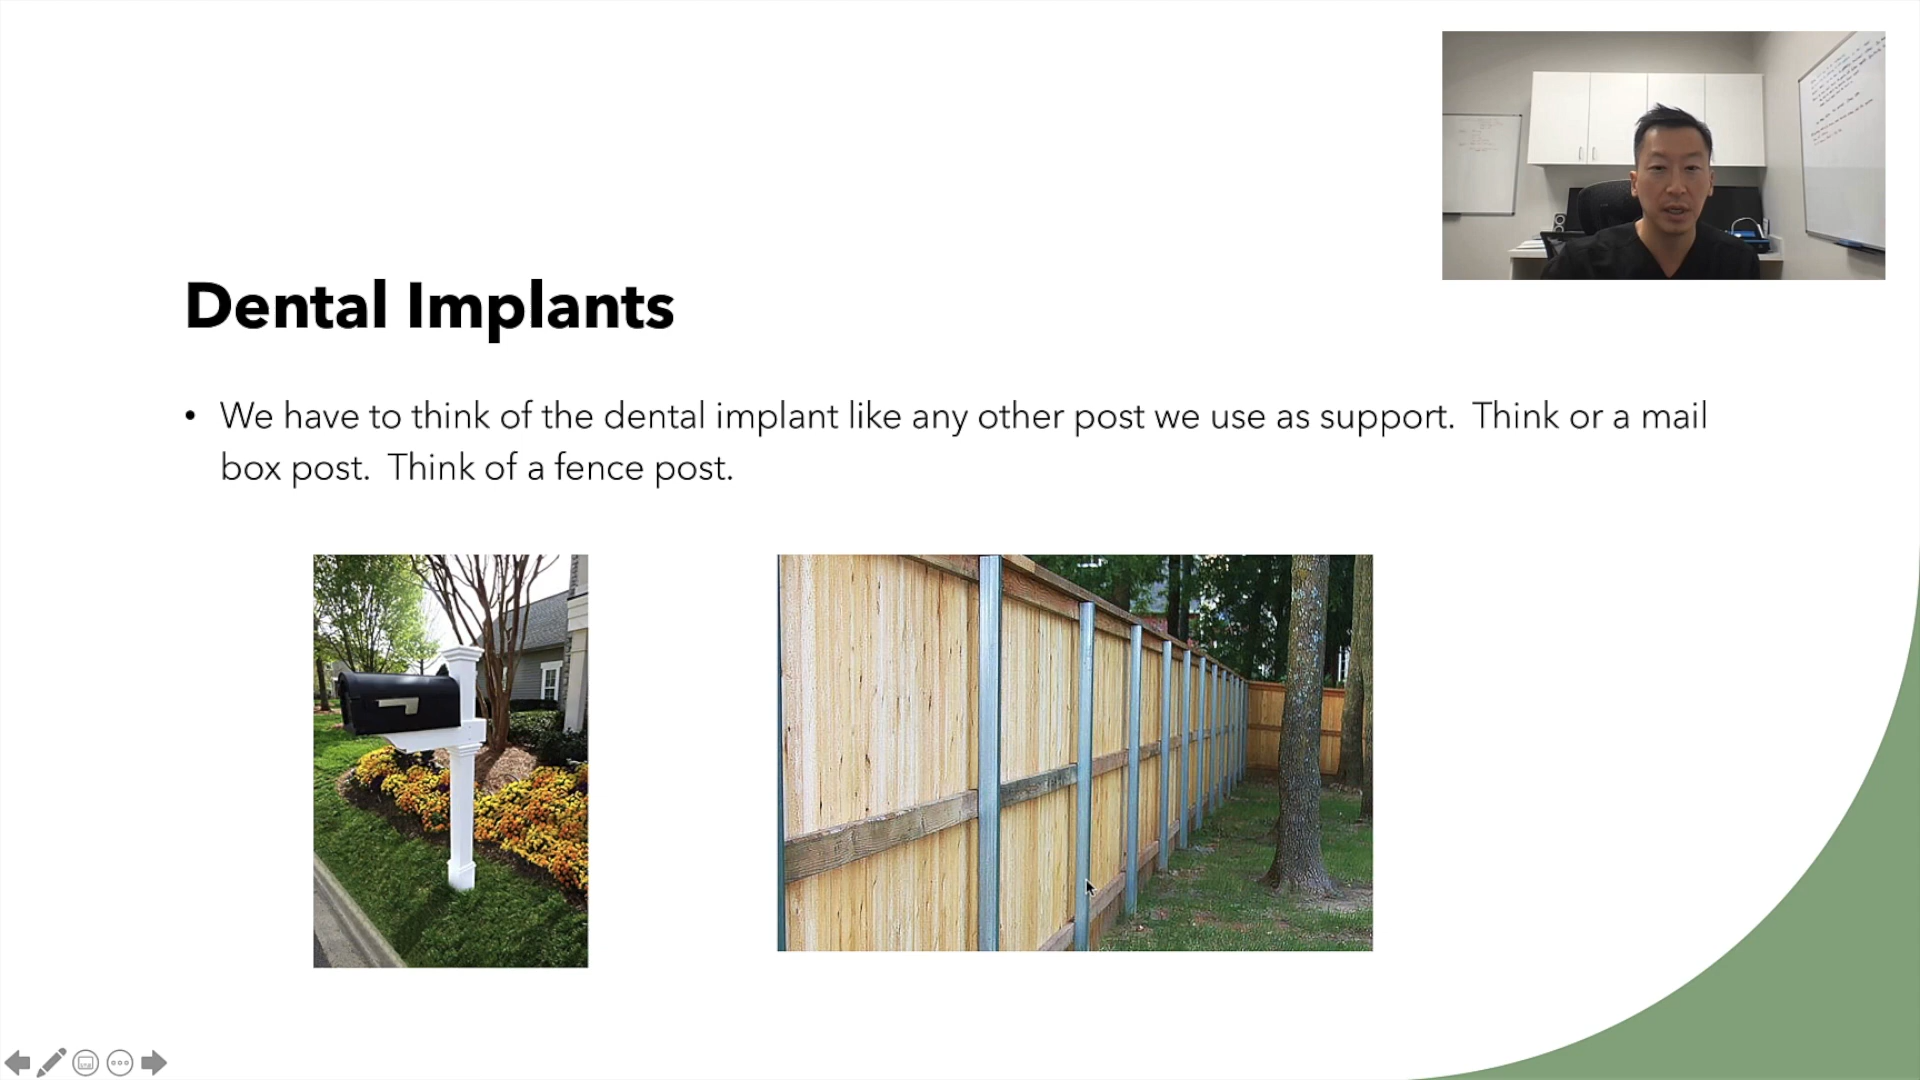 Dental Implants
• We have to think of the dental implant like any other post we use as support.  Think or a mail
box post.  Think of a fence post.